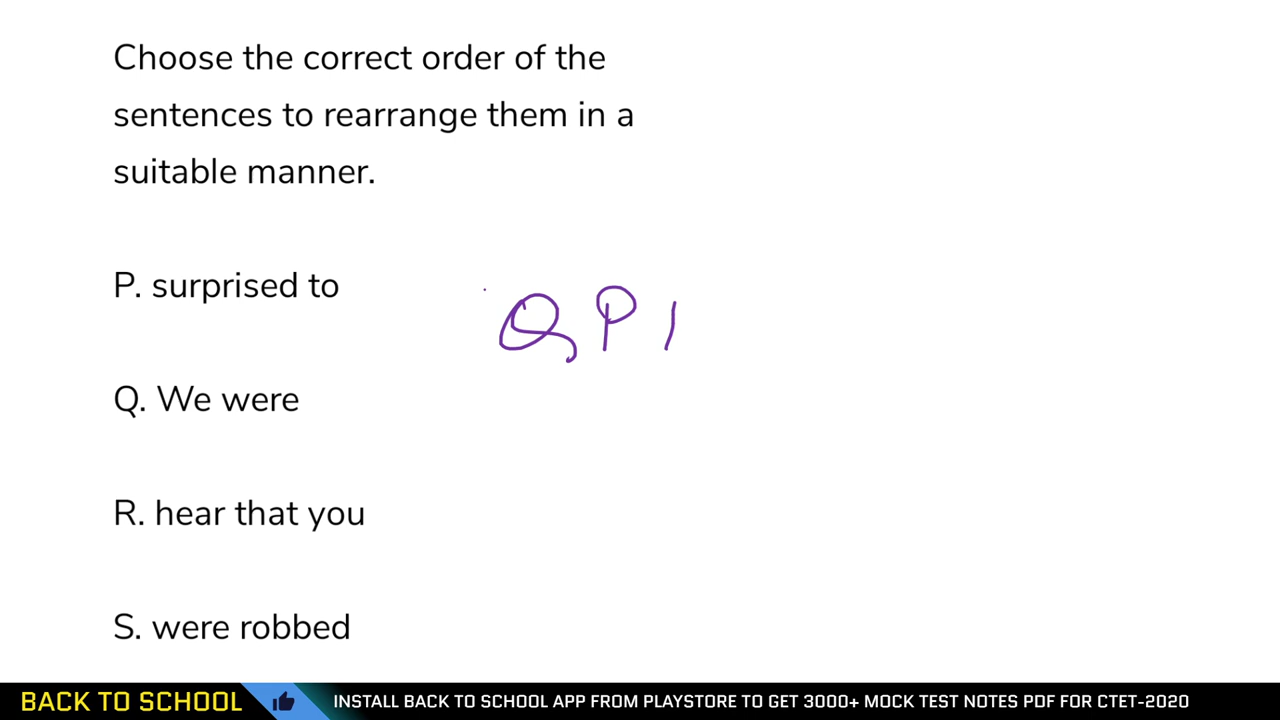 Choose the correct order of the
sentences to rearrange them in a
suitable manner.
P. surprised to
QP
Q. We were
R. hear that you
S. were robbed
BACK TO SCHOOL INSTALL BACK TO SCHOOL APP FROM PLAYSTORE TO GET 3000+ MOCK TEST NOTES PDF FOR CTET-2020